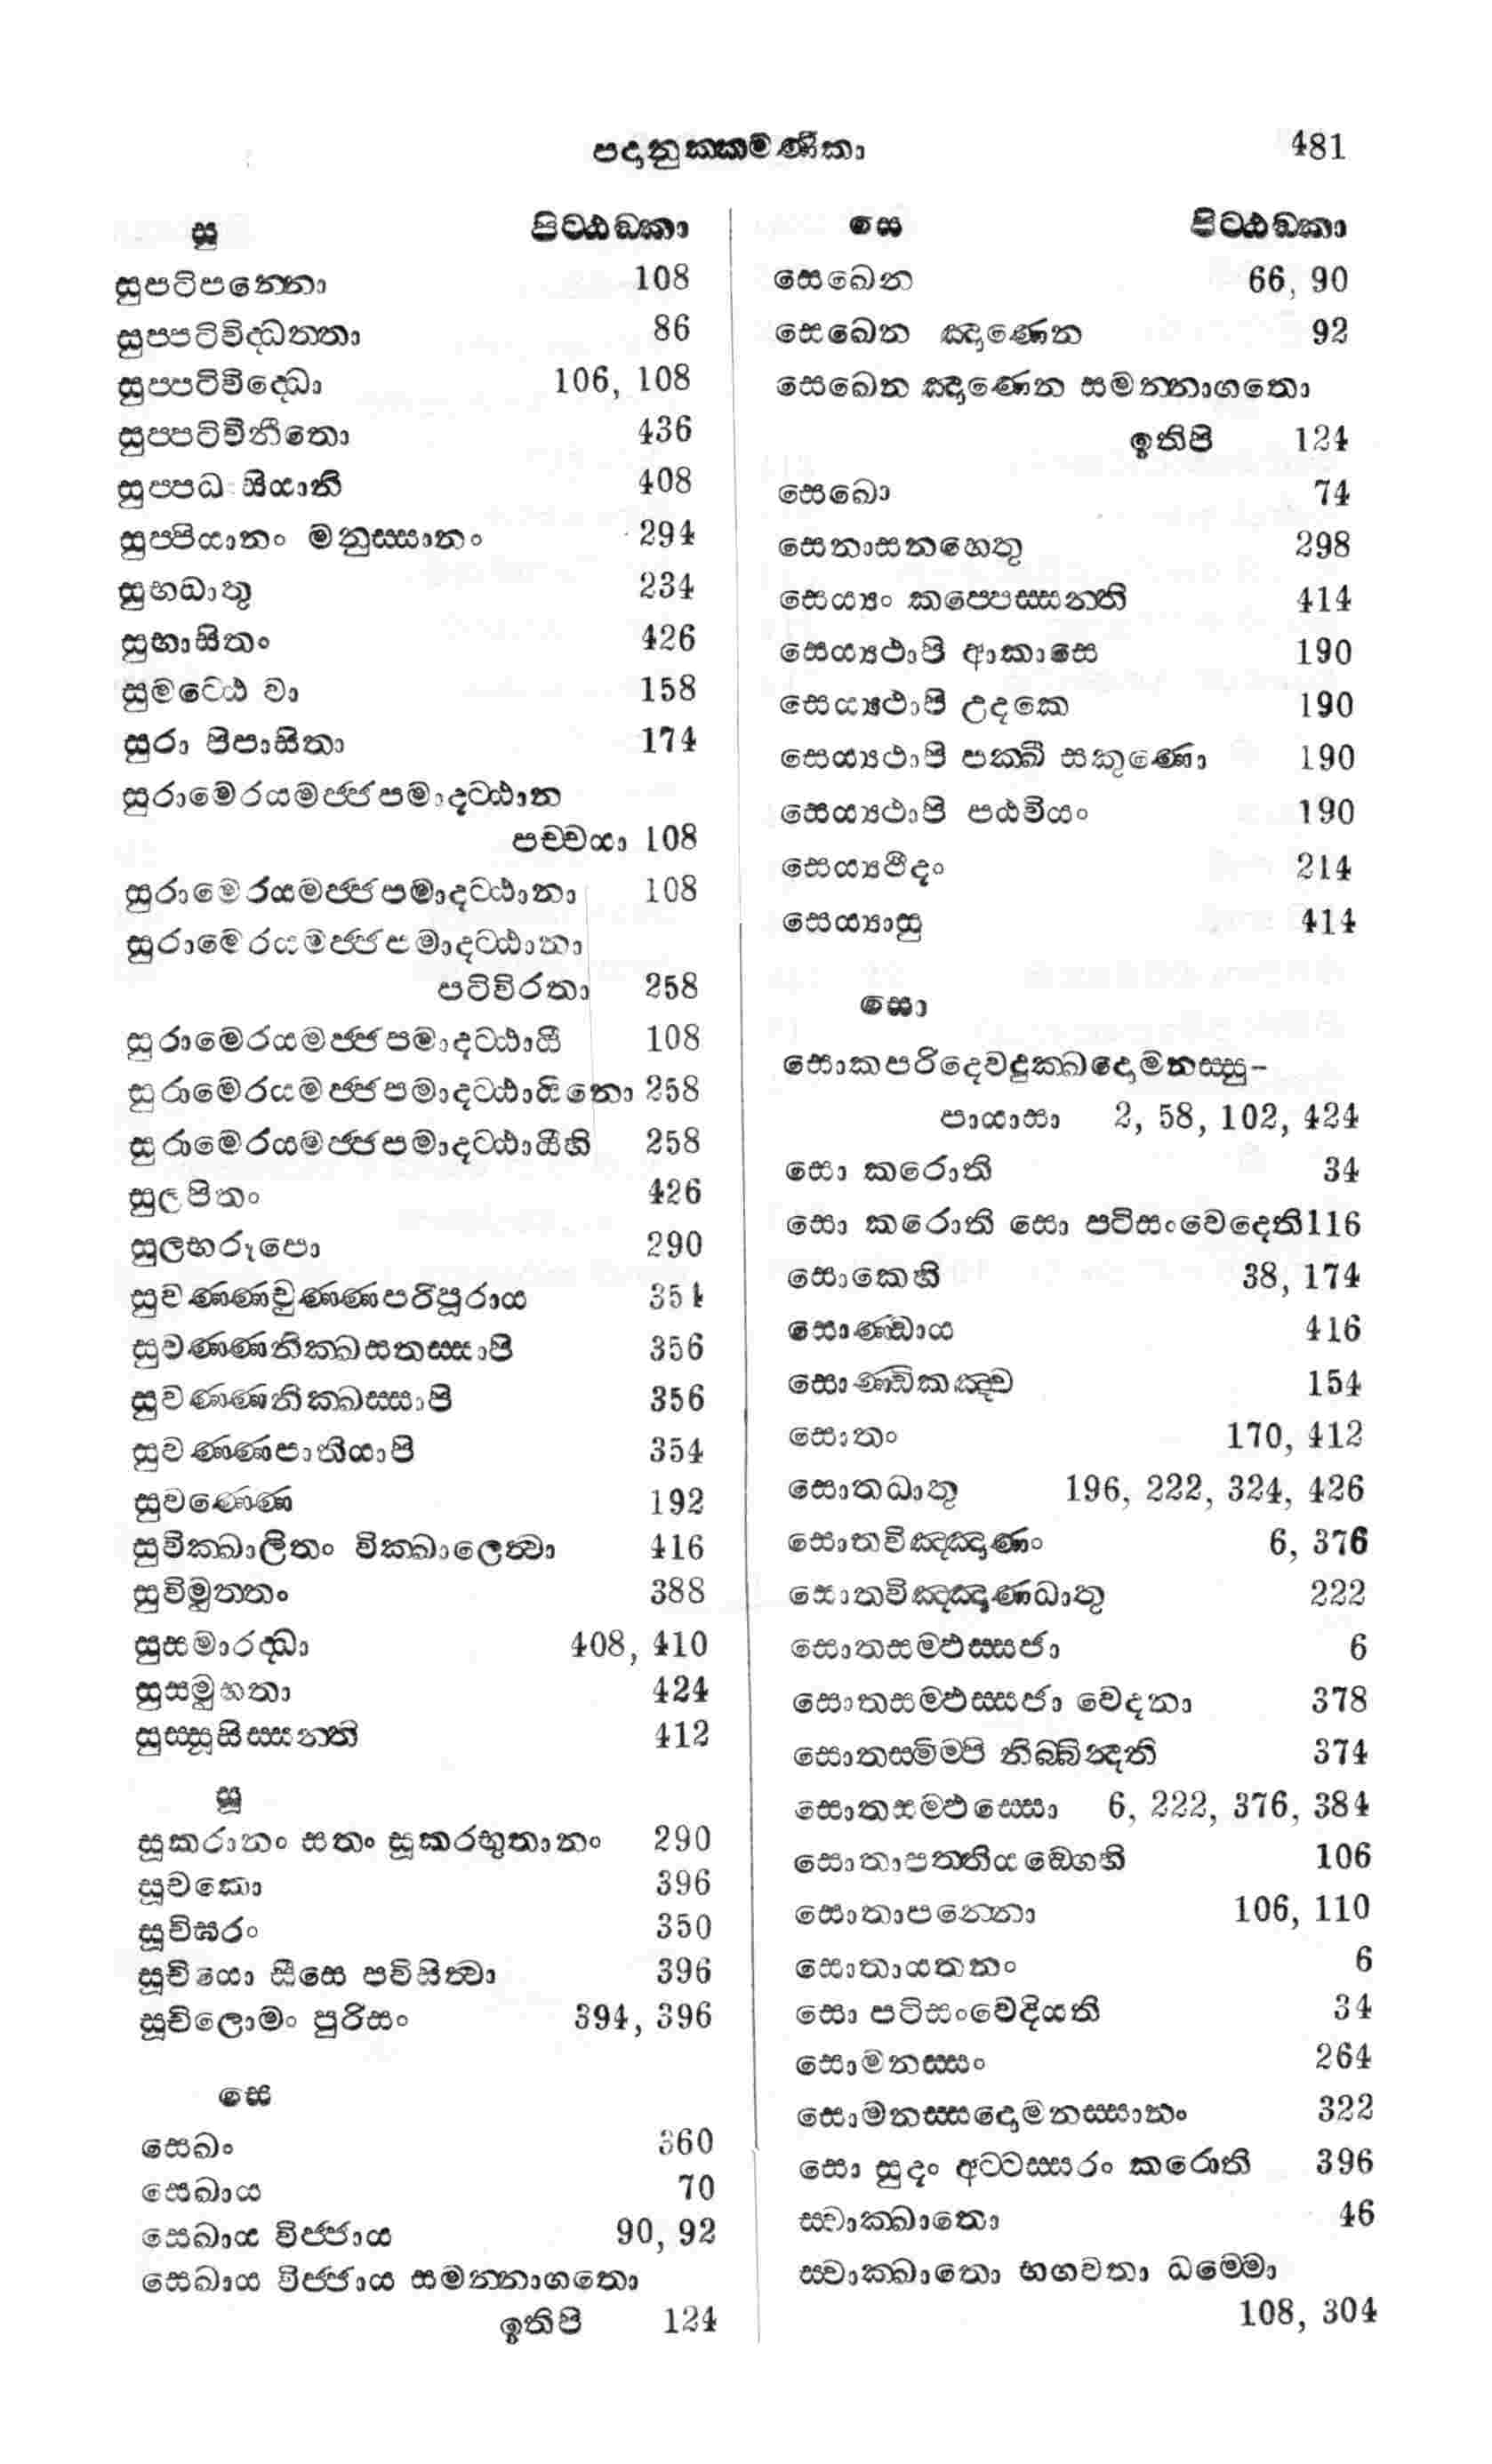 පදානුක්කමණිකා 481
සු පිට්ඨඞ්කා
සුපටිපන්නො 108
සුප්පටිවිද්ධත්තා 86
සුප්පටිවිද්ධො 106, 108
සුප්පටිවිනීතො 436
සුප්පධංසියානි 408
සුප්පියානං මනුස්සානං 294
සුභධාතු 234
සුභාසිතං 426
සුමට්ඨෙ වා 158
සුරා පිපාසිතා 174
සුරාමෙරයමජ්ජපමාදට්ඨාන
පච්චයා 108
සුරාමෙරයමජ්ජපමාදට්ඨානා 108
සුරාමෙරයමජ්ජපමාදට්ඨානා
පටිවිරතා 258
සුරාමෙරයමජ්ජපමාදට්ඨායී 108
සුරාමෙරයමජ්ජපමාදට්ඨායිනො 258
සුරාමෙරයමජ්ජපමාදට්ඨායීහි 258
සුලපිතං 426
සුලභරූපො 290
සුවණ්ණචුණ්ණපරිපූරාය 354
සුවණ්ණනික්ඛසතස්සාපි 356
සුවණ්ණනික්ඛස්සාපි 356
සුවණ්ණපාතියාපි 354
සුවණ්ණෙ 192
සුවික්ඛාලිතං වික්ඛාලෙත්වා 416
සුවිමුත්තං 388
සුසමාරද්ධා 408, 410
සුසමුහතා 424
සුස්සූසිස්සන්ති 412
සූ
සූකරානං සතං සූකරභූතානං 290
සූචකො 396
සූචිඝරං 350
සූචියො සීසෙ පවිසිත්වා 396
සූචිලොමං පුරිසං 394, 396
සෙ
සෙඛං 360
සෙඛාය 70
සෙඛාය විජ්ජාය 90, 92
සෙඛාය විජ්ජාය සමන්නාගතො
ඉතිපි 124
සෙ පිට්ඨඞ්කා
සෙඛෙන 66, 90
සෙඛෙන ඤාණෙන 92
සෙඛෙන ඤාණෙන සමන්නාගතො
ඉතිපි 124
සෙඛො 74
සෙනාසනහෙතු 298
සෙය්‍යං කප්පෙස්සන්ති 414
සෙය්‍යථාපි ආකාසෙ 190
සෙය්‍යථාපි උදකෙ 190
සෙය්‍යථාපි පක්ඛී සකුණො 190
සෙය්‍යථාපි පඨවියං 190
සෙය්‍යථිදං 214
සෙය්‍යාසු 414
සො
සොකපරිදෙවදුක්ඛදොමනස්සු-
පායාසා 2, 58, 102, 424
සො කරොති 34
සො කරොති සො පටිසංවෙදෙති 116
සොකෙහි 38, 174
සොණ්ඩාය 416
සොණ්ඩිකඤ්ච 154
සොතං 170, 412
සොතධාතු 196, 222, 324, 426
සොතවිඤ්ඤාණං 6, 376
සොතවිඤ්ඤාණධාතු 222
සොතසම්ඵස්සජා 6
සොතසම්ඵස්සජා වෙදනා 378
සොතස්මිම්පි නිබ්බින්දති 374
සොතසම්ඵස්සො 6, 222, 376, 384
සොතාපත්තියඞ්ගෙහි 106
සොතාපන්නො 106, 110
සොතායතනං 6
සො පටිසංවෙදියති 34
සොමනස්සං 264
සොමනස්සදොමනස්සානං 322
සො සුදං අට්ටස්සරං කරොති 396
ස්වාක්ඛාතො 46
ස්වාක්ඛාතො භගවතා ධම්මො
108, 304